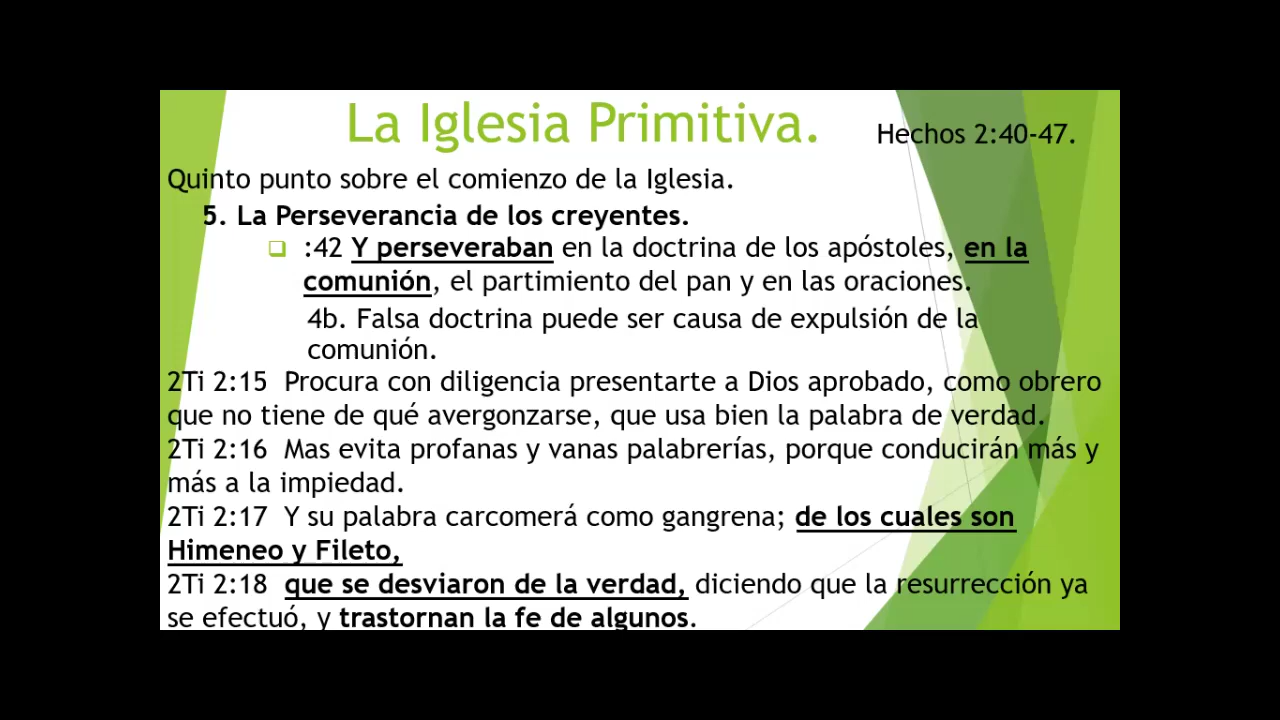 La Iglesia Primitiva.
Hechos 2:40-47.
Quinto punto sobre el comienzo de la Iglesia.
5. La Perseverancia de los creyentes.
:42 Y perseveraban en la doctrina de los apóstoles, en la
comunión, el partimiento del pan y en las oraciones.
4b. Falsa doctrina puede ser causa de expulsión de la
comunión.
2Ti 2:15 Procura con diligencia presentarte a Dios aprobado, como obrero
que no tiene de qué avergonzarse, que usa bien la palabra de verdad.
2Ti 2:16 Mas evita profanas y vanas palabrerías, porque conducirán más y
más a la impiedad.
2Ti 2:17 Y su palabra carcomerá como gangrena; de los cuales son
Himeneo y Fileto,
2Ti 2:18 que se desviaron de la verdad, diciendo que la resurrección ya
se efectuó, y trastornan la fe de algunos.